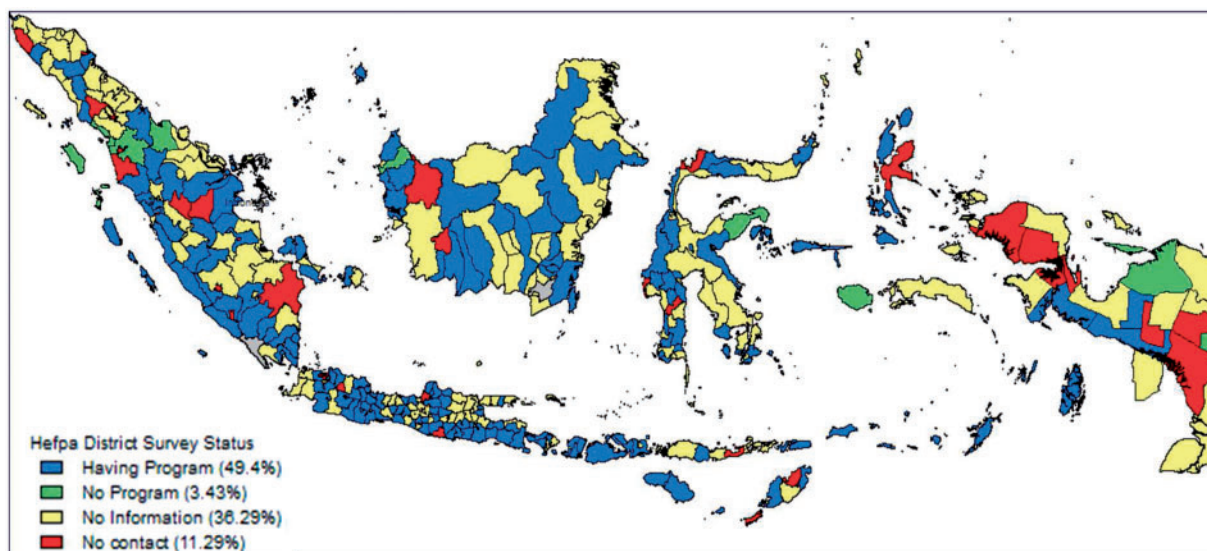 Hefpa District Survey Status
Having Program (49.4%)
No Program (3.43%)
No Information (36.29%)
No contact (11.29%)